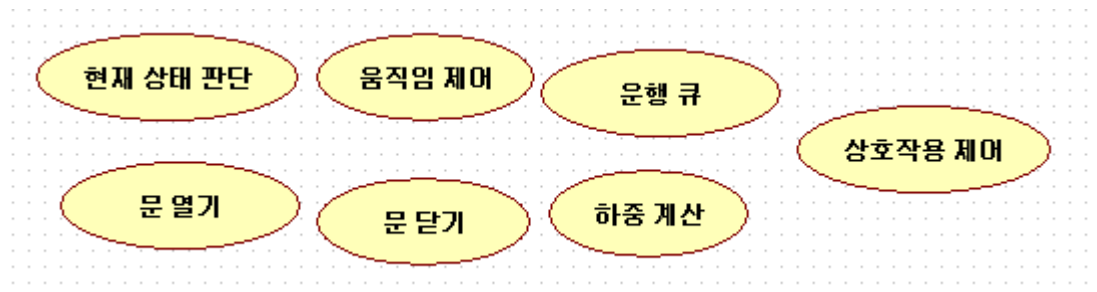 현재 상태 판단
움직임 제어
운행 큐
상호작용 제어
문 열기
문 닫기
하중 계산